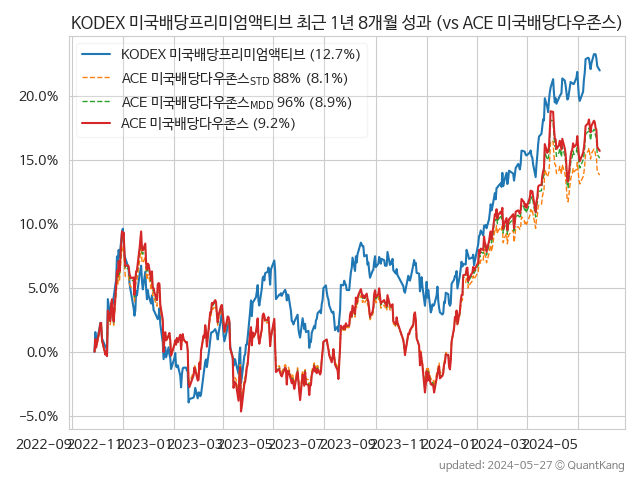 KODEX 미국배당프리미엄액티브 최근 1년 8개월 성과 (vs ACE 미국배당다우존스)
KODEX 미국배당프리미엄액티브 (12.7%)
ACE 미국배당다우존스STD 88% (8.1%)
ACE 미국배당다우존스MDD 96% (8.9%)
ACE 미국배당다우존스 (9.2%)
20.0%
15.0%
10.0%
5.0%
0.0%
−5.0%
2022-09 2022-11 2023-01 2023-03 2023-05 2023-07 2023-09 2023-11 2024-01 2024-03 2024-05
updated: 2024-05-27 © QuantKang